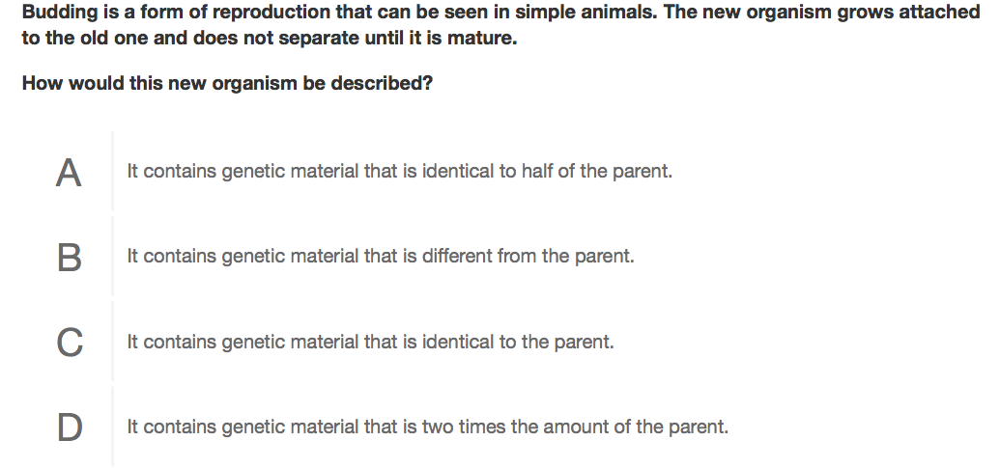 Budding is a form of reproduction that can be seen in simple animals. The new organism grows attached
to the old one and does not separate until it is mature.
How would this new organism be described?
A It contains genetic material that is identical to half of the parent.
B It contains genetic material that is different from the parent.
C It contains genetic material that is identical to the parent.
D It contains genetic material that is two times the amount of the parent.